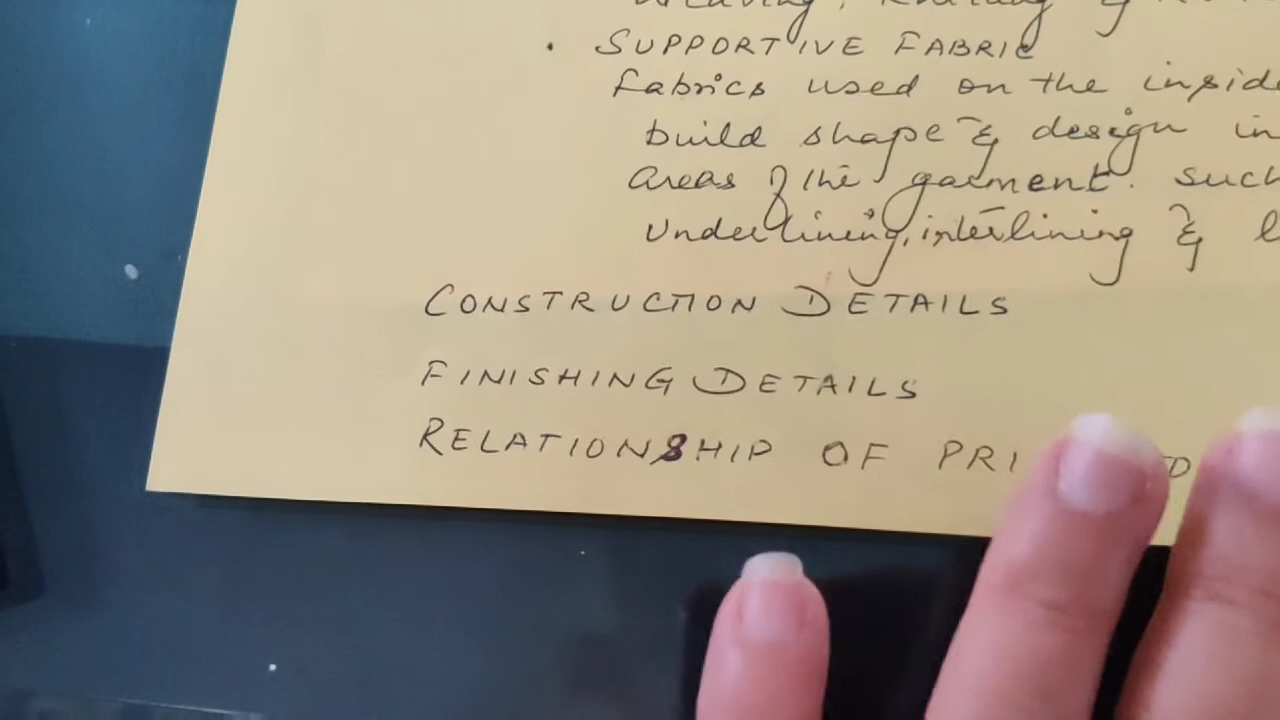 • SUPPORTIVE FABRIC
fabrics used on the inside
build shape & design in
areas of the garment. such
underlining, interlining &
CONSTRUCTION DETAILS
FINISHING DETAILS
RELATIONSHIP OF